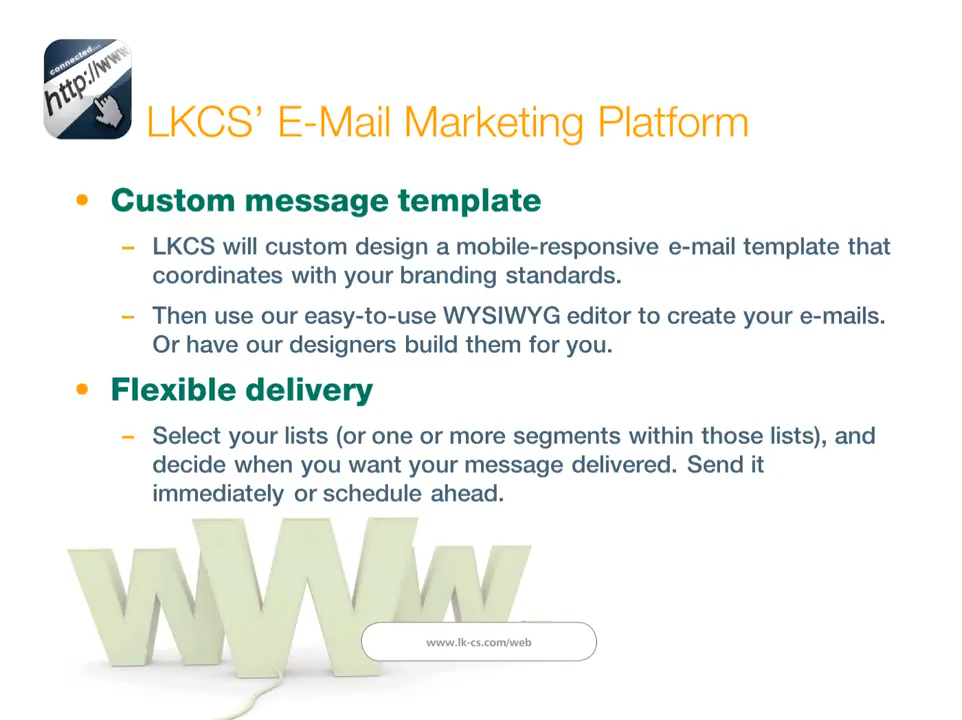 connected...
http://www
LKCS’ E-Mail Marketing Platform
• Custom message template
– LKCS will custom design a mobile-responsive e-mail template that
coordinates with your branding standards.
– Then use our easy-to-use WYSIWYG editor to create your e-mails.
Or have our designers build them for you.
• Flexible delivery
– Select your lists (or one or more segments within those lists), and
decide when you want your message delivered. Send it
immediately or schedule ahead.
www
www.lk-cs.com/web